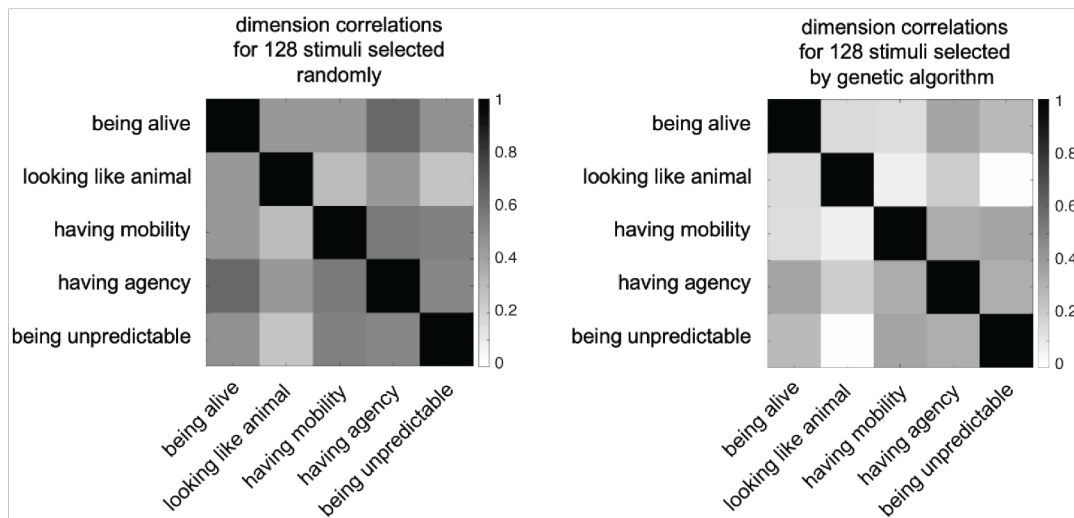 dimension correlations
for 128 stimuli selected
randomly
being alive
looking like animal
having mobility
having agency
being unpredictable
1
0.8
0.6
0.4
0.2
0
being alive
looking like animal
having mobility
having agency
being unpredictable
dimension correlations
for 128 stimuli selected
by genetic algorithm
being alive
looking like animal
having mobility
having agency
being unpredictable
1
0.8
0.6
0.4
0.2
0
being alive
looking like animal
having mobility
having agency
being unpredictable